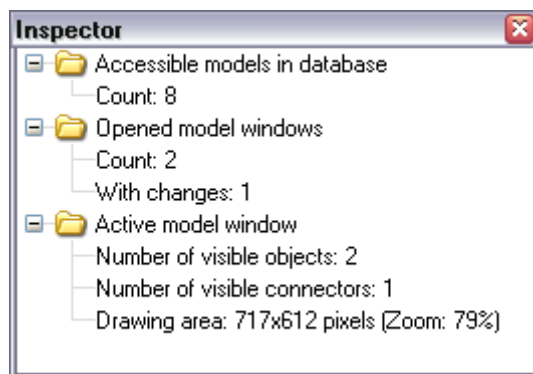 Inspector
Accessible models in database
Count: 8
Opened model windows
Count: 2
With changes: 1
Active model window
Number of visible objects: 2
Number of visible connectors: 1
Drawing area: 717x612 pixels (Zoom: 79%)